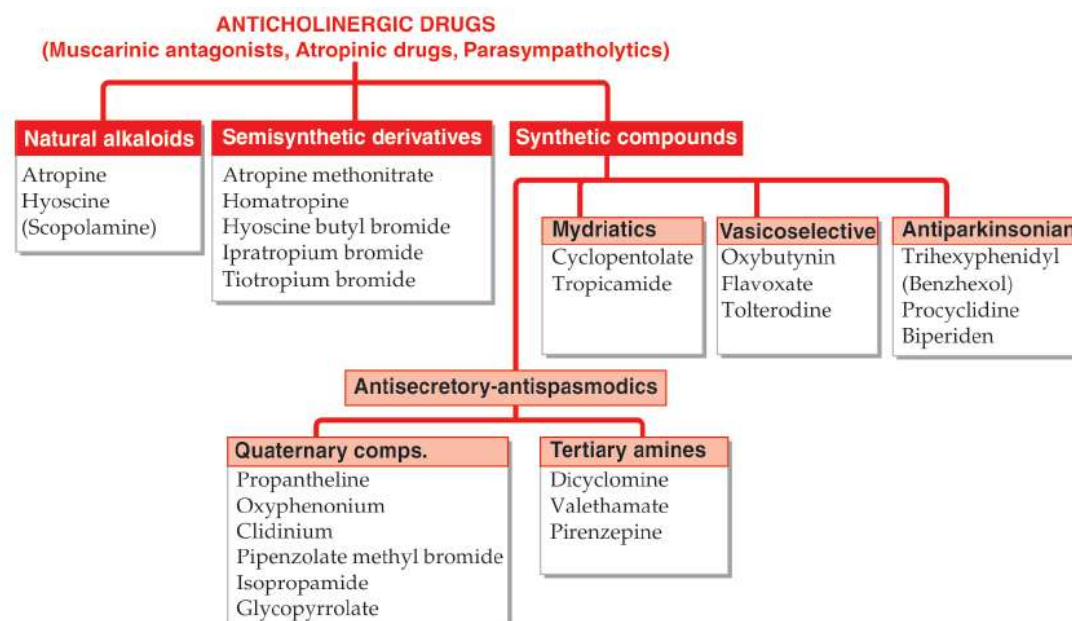 ANTICHOLINERGIC DRUGS
(Muscarinic antagonists, Atropinic drugs, Parasympatholytics)
Natural alkaloids
Atropine
Hyoscine
(Scopolamine)
Semisynthetic derivatives
Atropine methonitrate
Homatropine
Hyoscine butyl bromide
Ipratropium bromide
Tiotropium bromide
Synthetic compounds
Mydriatics
Cyclopentolate
Tropicamide
Vasicoselective
Oxybutynin
Flavoxate
Tolterodine
Antiparkinsonian
Trihexyphenidyl
(Benzhexol)
Procyclidine
Biperiden
Antisecretory-antispasmodics
Quaternary comps.
Propantheline
Oxyphenonium
Clidinium
Pipenzolate methyl bromide
Isopropamide
Glycopyrrolate
Tertiary amines
Dicyclomine
Valethamate
Pirenzepine